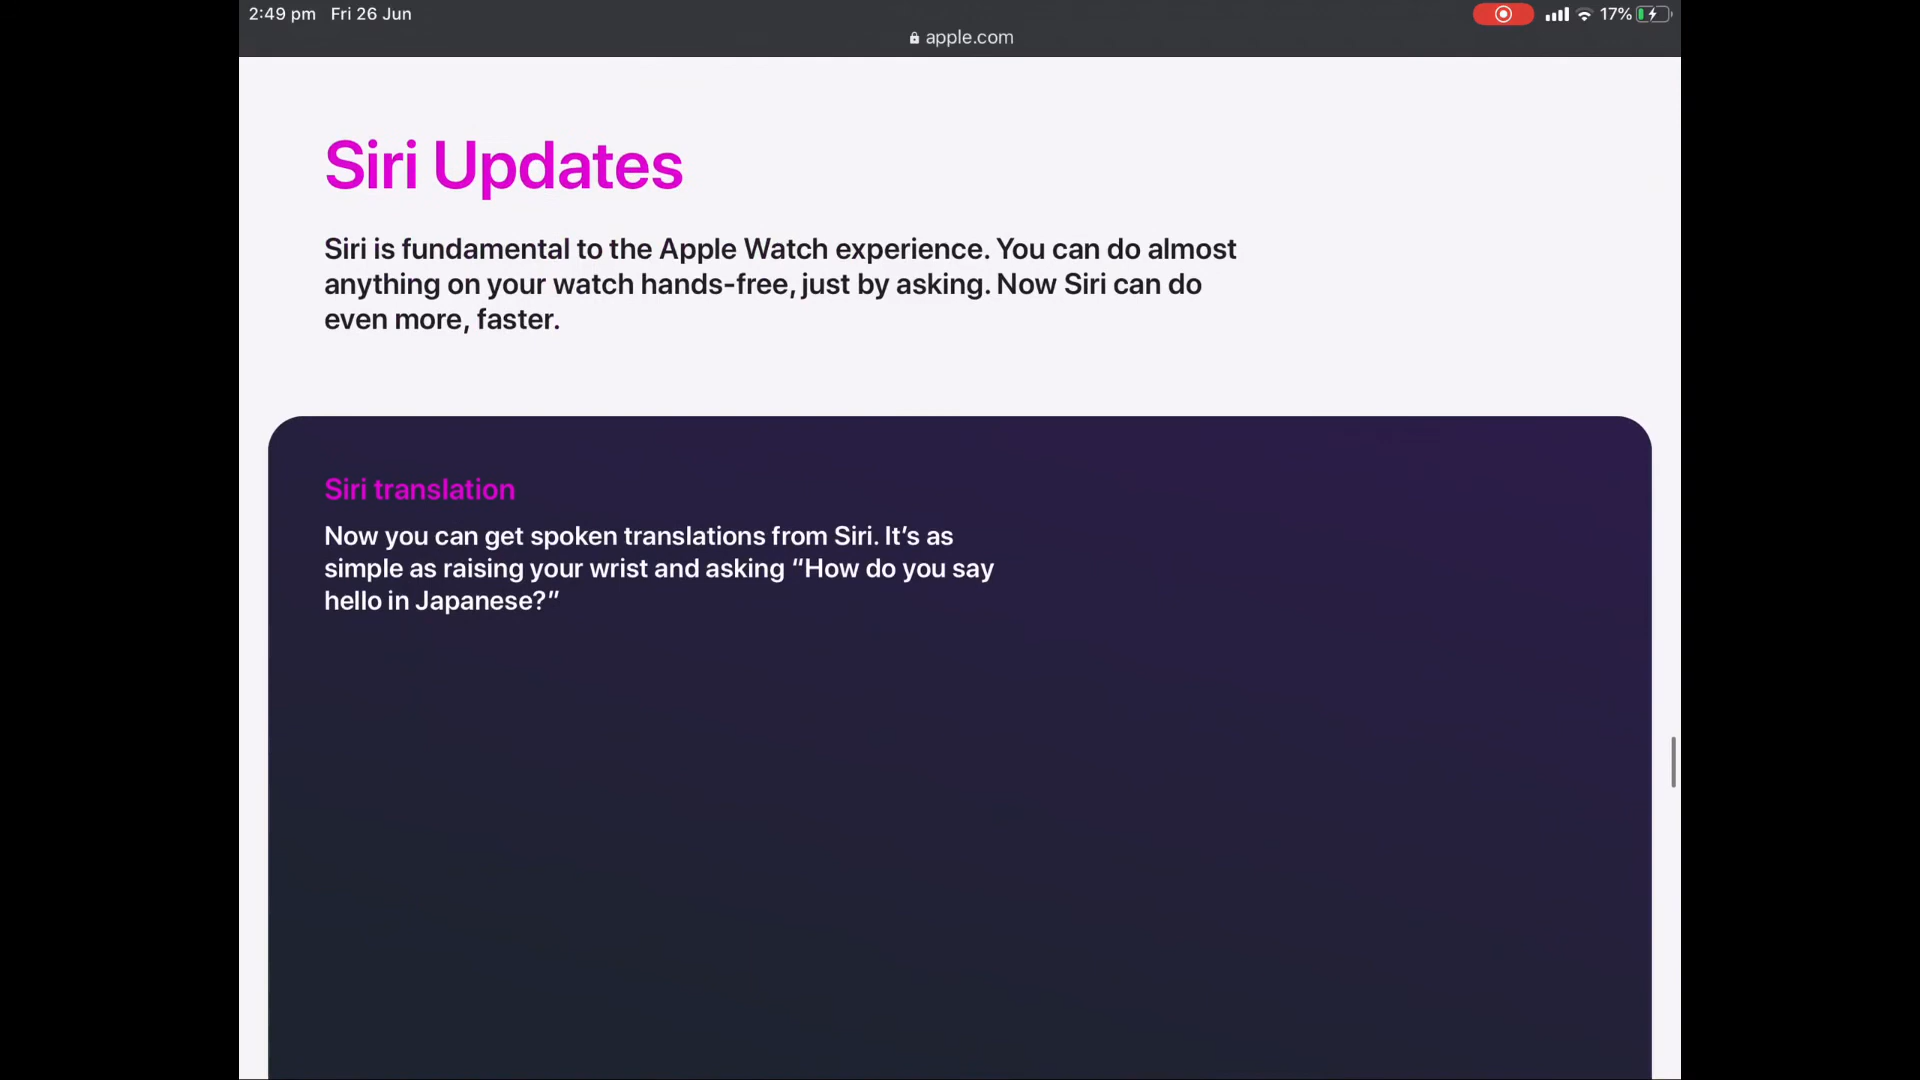 2:49 pm Fri 26 Jun
17%
apple.com
Siri Updates
Siri is fundamental to the Apple Watch experience. You can do almost
anything on your watch hands-free, just by asking. Now Siri can do
even more, faster.
Siri translation
Now you can get spoken translations from Siri. It’s as
simple as raising your wrist and asking “How do you say
hello in Japanese?”